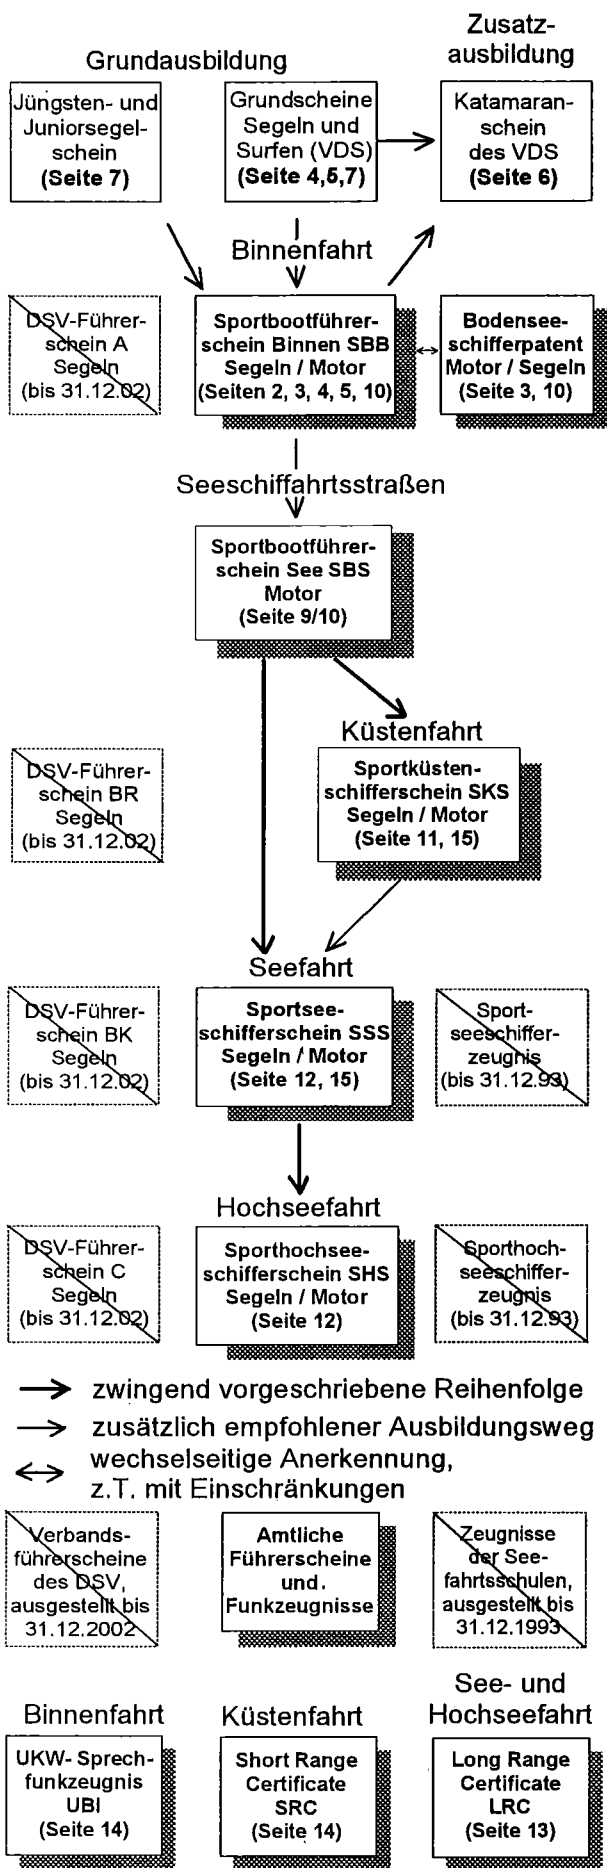 Zusatz-
ausbildung
Grundausbildung
Jüngsten- und
Juniorsegel-
schein
(Seite 7)
Grundscheine
Segeln und
Surfen (VDS)
(Seite 4,5,7)
Katamaran-
schein
des VDS
(Seite 6)
Binnenfahrt
DSV-Führer-
schein A
Segeln
(bis 31.12.02)
Sportbootführer-
schein Binnen SBB
Segeln / Motor
(Seiten 2, 3, 4, 5, 10)
Bodensee-
schifferpatent
Motor / Segeln
(Seite 3, 10)
Seeschiffahrtsstraßen
Sportbootführer-
schein See SBS
Motor
(Seite 9/10)
Küstenfahrt
DSV-Führer-
schein BR
Segeln
(bis 31.12.02)
Sportküsten-
schifferschein SKS
Segeln / Motor
(Seite 11, 15)
Seefahrt
DSV-Führer-
schein BK
Segeln
(bis 31.12.02)
Sportsee-
schifferschein SSS
Segeln / Motor
(Seite 12, 15)
Sport-
seeschiffer-
zeugnis
(bis 31.12.93)
Hochseefahrt
DSV-Führer-
schein C
Segeln
(bis 31.12.02)
Sporthochsee-
schifferschein SHS
Segeln / Motor
(Seite 12)
Sporthoch-
seeschiffer-
zeugnis
(bis 31.12.93)
zwingend vorgeschriebene Reihenfolge
zusätzlich empfohlener Ausbildungsweg
wechselseitige Anerkennung,
z.T. mit Einschränkungen
Verbands-
führerscheine
des DSV,
ausgestellt bis
31.12.2002
Amtliche
Führerscheine
und.
Funkzeugnisse
Zeugnisse
der See-
fahrtsschulen,
ausgestellt bis
31.12.1993
Binnenfahrt
UKW- Sprech-
funkzeugnis
UBI
(Seite 14)
Küstenfahrt
Short Range
Certificate
SRC
(Seite 14)
See- und
Hochseefahrt
Long Range
Certificate
LRC
(Seite 13)